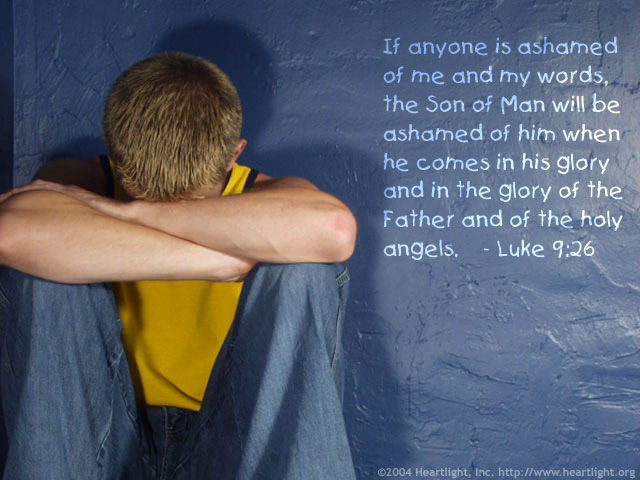 If anyone is ashamed
of me and my words,
the Son of Man will be
ashamed of him when
he comes in his glory
and in the glory of the
Father and of the holy
angels.   - Luke 9:26
©2004 Heartlight, Inc. http://www.heartlight.org